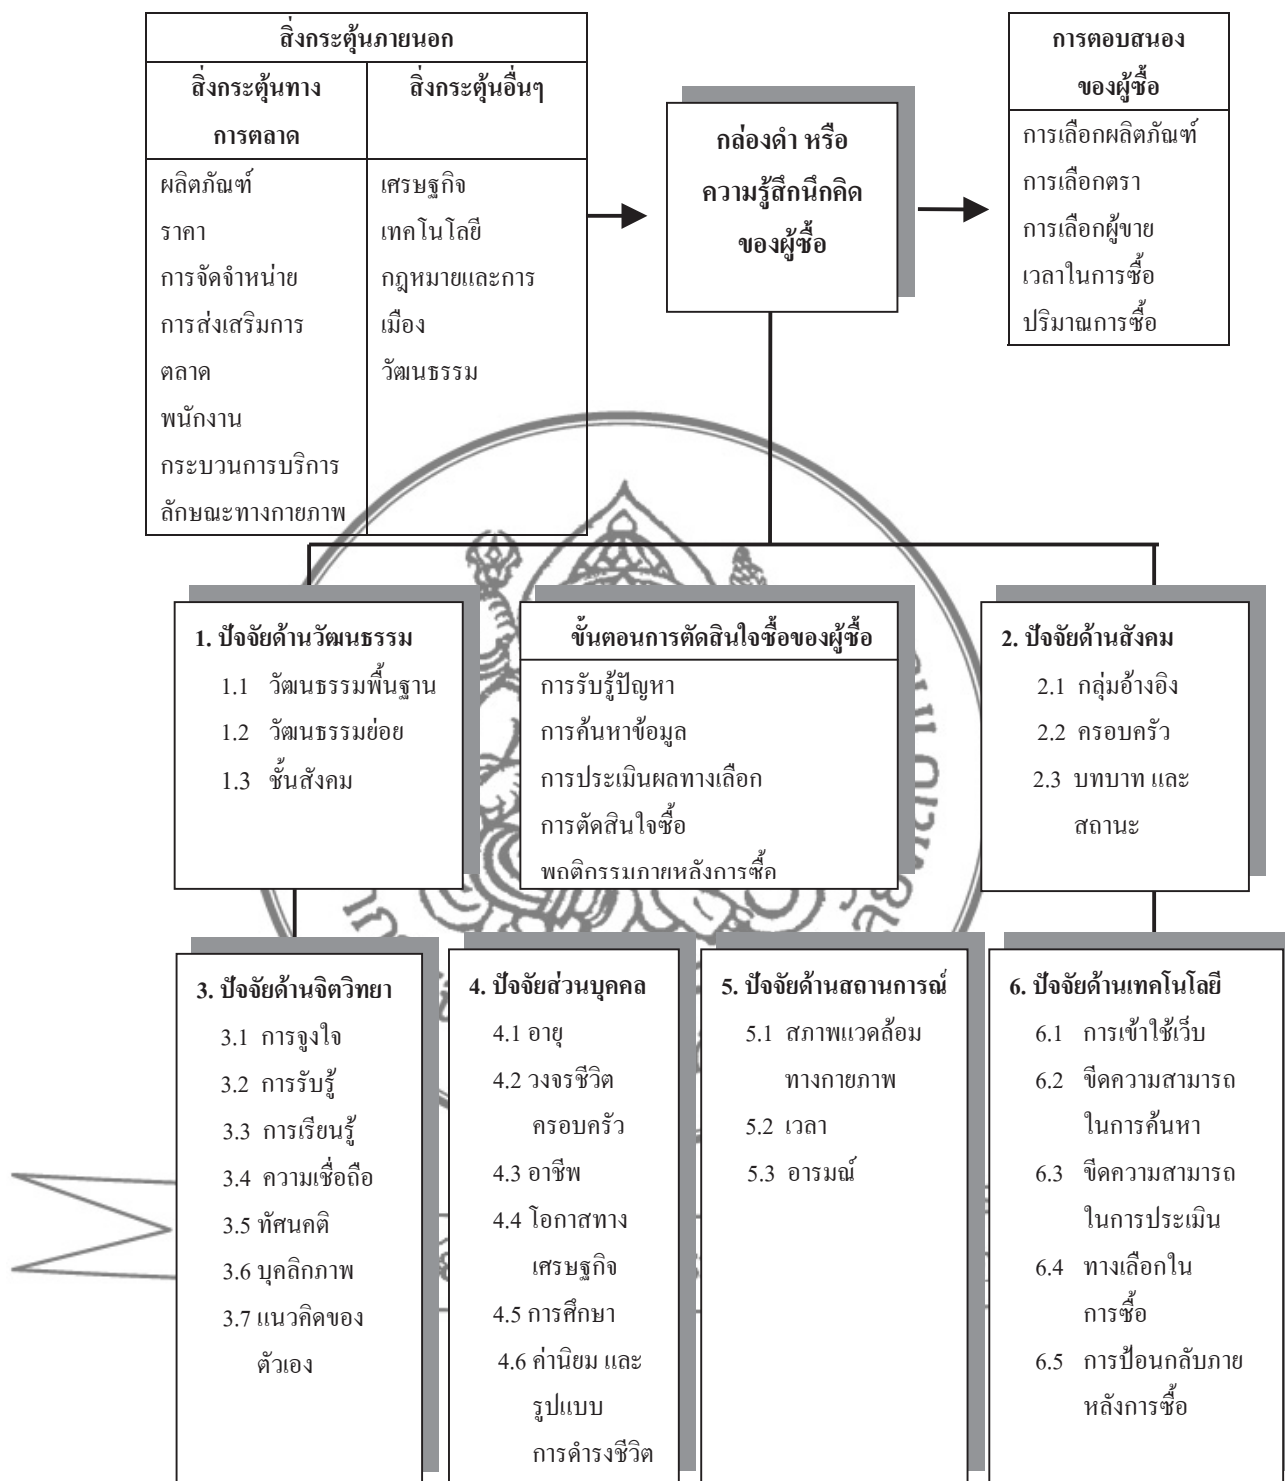 สิ่งกระตุ้นภายนอก
สิ่งกระตุ้นทาง
การตลาด
สิ่งกระตุ้นอื่นๆ
ผลิตภัณฑ์
ราคา
การจัดจำหน่าย
การส่งเสริมการ
ตลาด
พนักงาน
กระบวนการบริการ
ลักษณะทางกายภาพ
เศรษฐกิจ
เทคโนโลยี
กฎหมายและการ
เมือง
วัฒนธรรม
กล่องดำ หรือ
ความรู้สึกนึกคิด
ของผู้ซื้อ
การตอบสนอง
ของผู้ซื้อ
การเลือกผลิตภัณฑ์
การเลือกตรา
การเลือกผู้ขาย
เวลาในการซื้อ
ปริมาณการซื้อ
1. ปัจจัยด้านวัฒนธรรม
1.1 วัฒนธรรมพื้นฐาน
1.2 วัฒนธรรมย่อย
1.3 ชั้นสังคม
ขั้นตอนการตัดสินใจซื้อของผู้ซื้อ
การรับรู้ปัญหา
การค้นหาข้อมูล
การประเมินผลทางเลือก
การตัดสินใจซื้อ
พฤติกรรมภายหลังการซื้อ
2. ปัจจัยด้านสังคม
2.1 กลุ่มอ้างอิง
2.2 ครอบครัว
2.3 บทบาท และ
สถานะ
3. ปัจจัยด้านจิตวิทยา
3.1 การจูงใจ
3.2 การรับรู้
3.3 การเรียนรู้
3.4 ความเชื่อถือ
3.5 ทัศนคติ
3.6 บุคลิกภาพ
3.7 แนวคิดของ
ตัวเอง
4. ปัจจัยส่วนบุคคล
4.1 อายุ
4.2 วงจรชีวิต
ครอบครัว
4.3 อาชีพ
4.4 โอกาสทาง
เศรษฐกิจ
4.5 การศึกษา
4.6 ค่านิยม และ
รูปแบบ
การดำรงชีวิต
5. ปัจจัยด้านสถานการณ์
5.1 สภาพแวดล้อม
ทางกายภาพ
5.2 เวลา
5.3 อารมณ์
6. ปัจจัยด้านเทคโนโลยี
6.1 การเข้าใช้เว็บ
6.2 ขีดความสามารถ
ในการค้นหา
6.3 ขีดความสามารถ
ในการประเมิน
6.4 ทางเลือกใน
การซื้อ
6.5 การป้อนกลับภาย
หลังการซื้อ